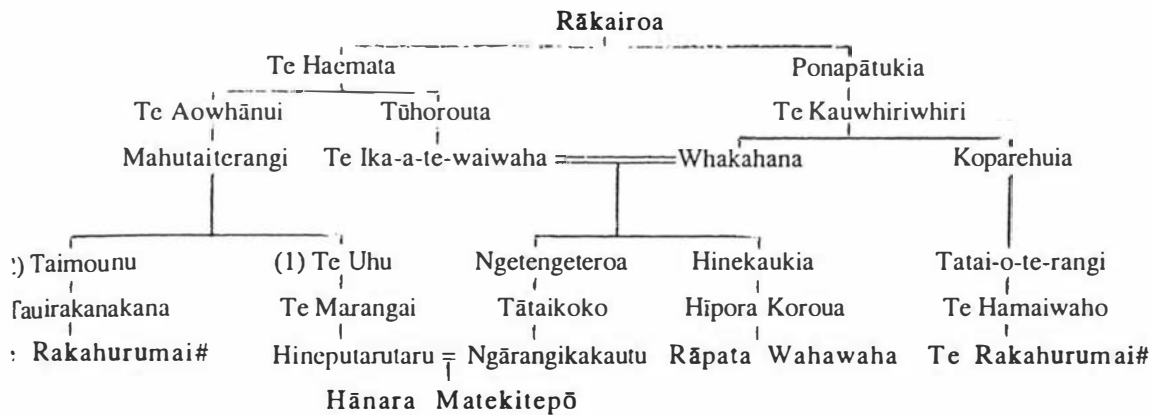 Rākairoa
Te Haemata Ponapātukia
Te Aowhānui Tūhorouta Te Kauwhiriwhiri
Mahutaiterangi Te Ika-a-te-waiwaha = Whakahana Koparehuia
2) Taimounu (1) Te Uhu Ngetengeteroa Hinekaukia Tatai-o-te-rangi
Tauirakanakana Te Marangai Tātaikoko Hīpora Koroua Te Hamaiwaho
Rakahurumai# Hineputarutaru = Ngārangikakautu Rāpata Wahawaha Te Rakahurumai#
Hānara Matekitepō